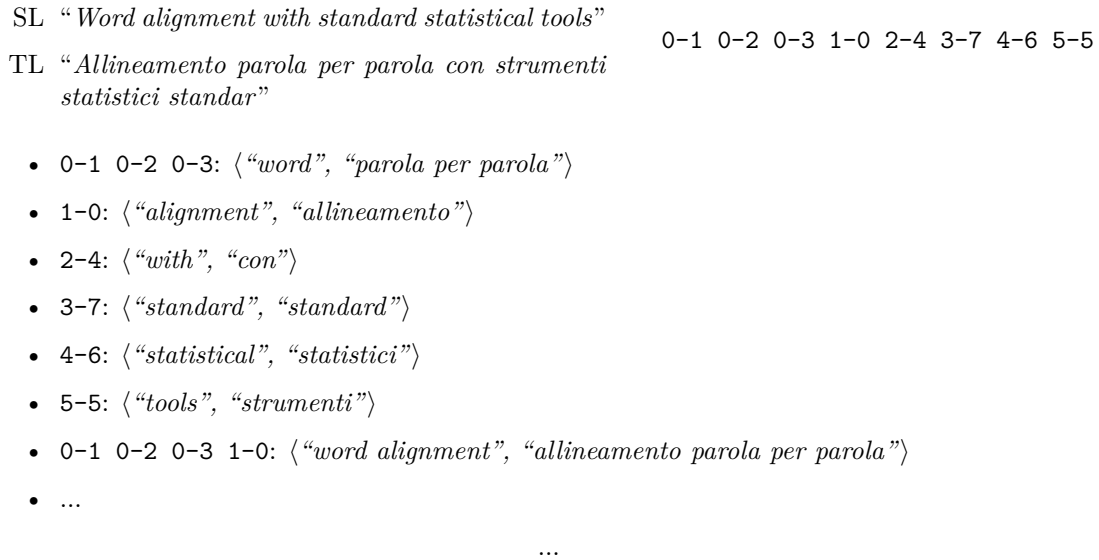 SL “Word alignment with standard statistical tools”
0-1 0-2 0-3 1-0 2-4 3-7 4-6 5-5
TL “Allineamento parola per parola con strumenti
statistici standar”
• 0-1 0-2 0-3: ⟨“word”, “parola per parola”⟩
• 1-0: ⟨“alignment”, “allineamento”⟩
• 2-4: ⟨“with”, “con”⟩
• 3-7: ⟨“standard”, “standard”⟩
• 4-6: ⟨“statistical”, “statistici”⟩
• 5-5: ⟨“tools”, “strumenti”⟩
• 0-1 0-2 0-3 1-0: ⟨“word alignment”, “allineamento parola per parola”⟩
• ...
...